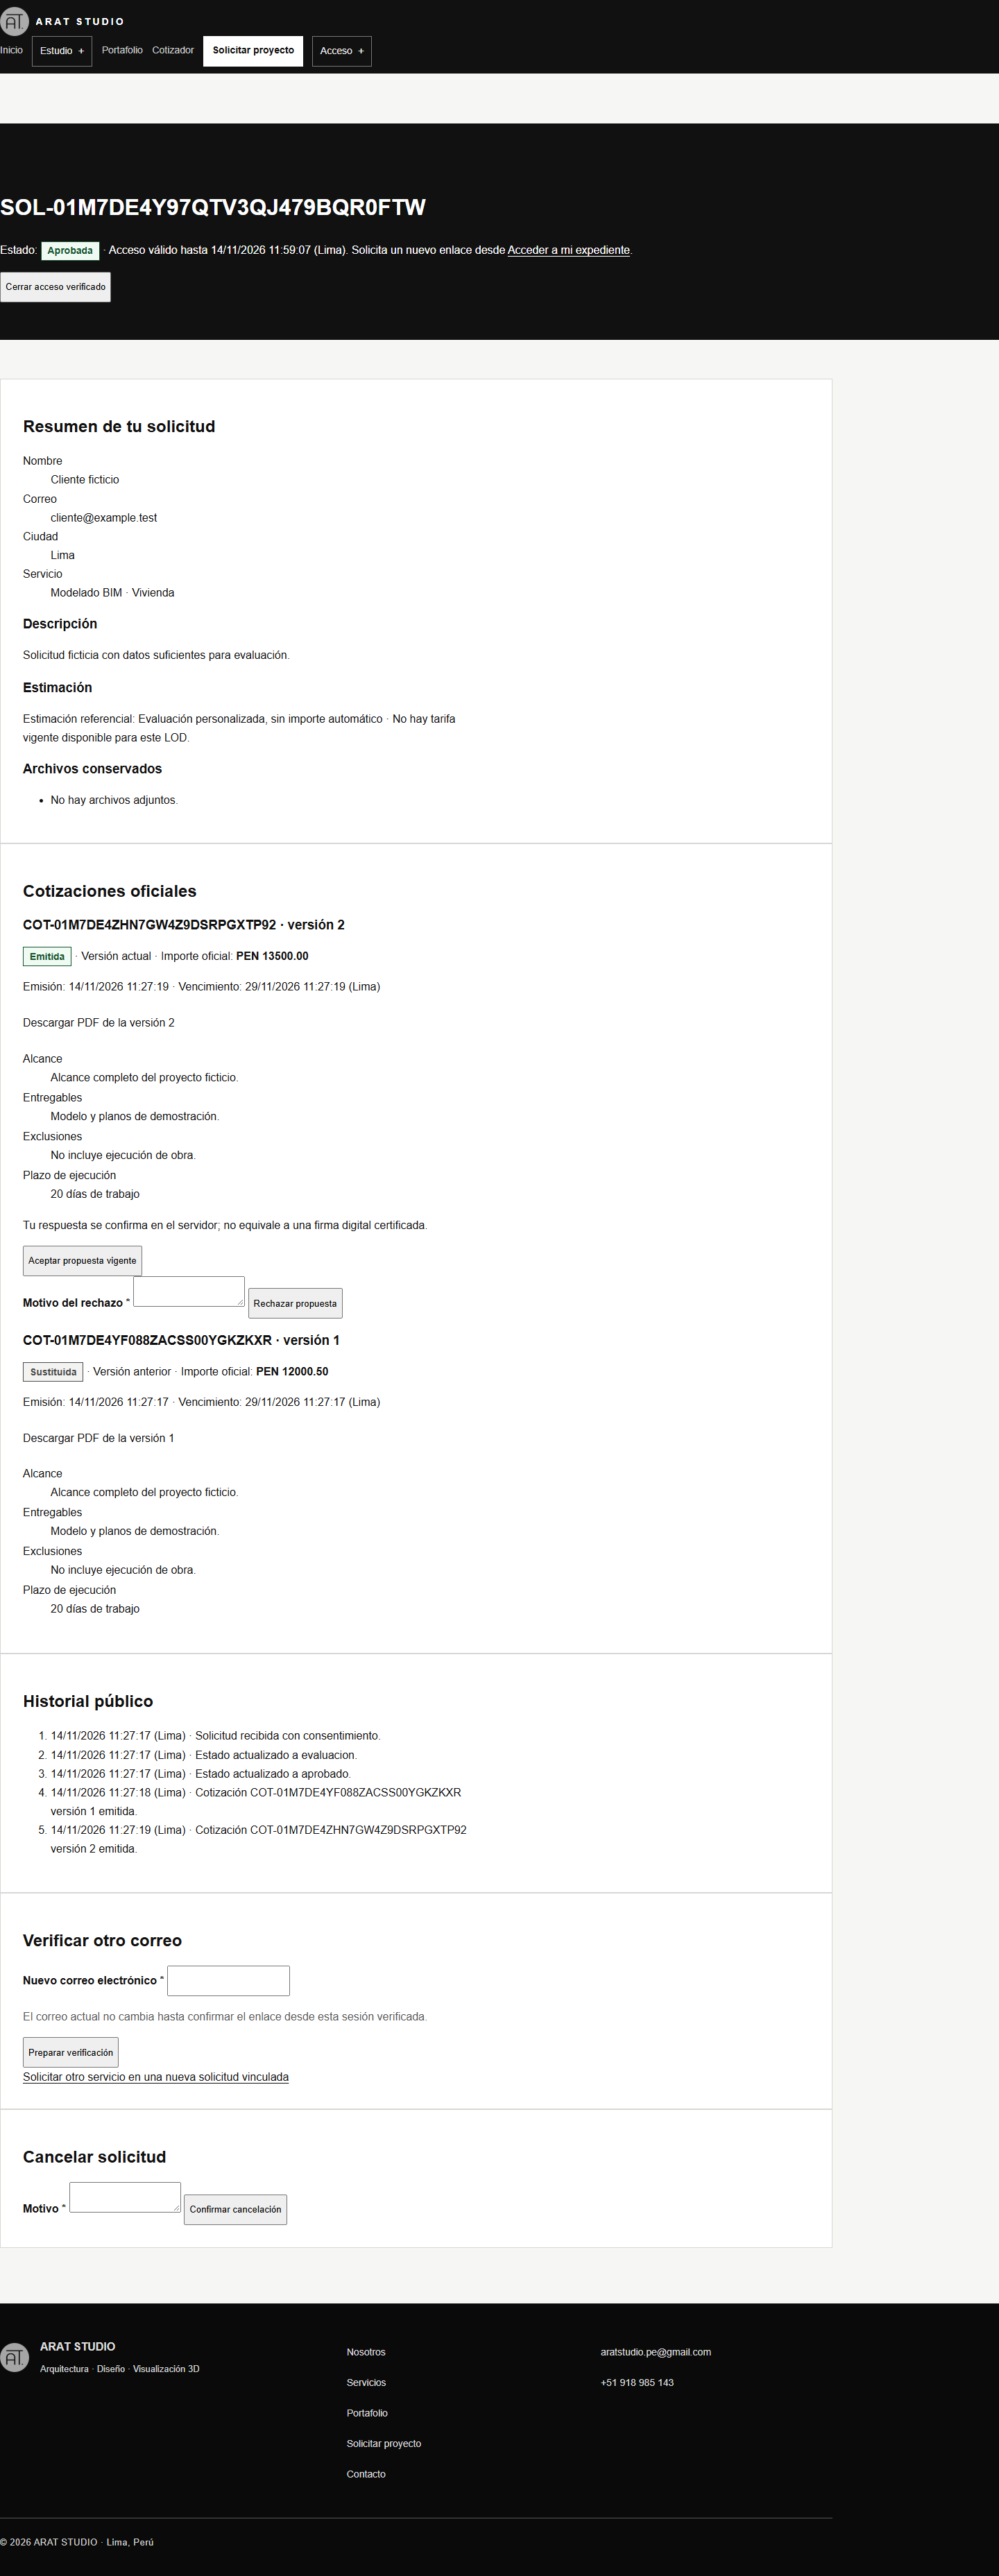 AT.
ARAT STUDIO
Inicio
Estudio +
Portafolio
Cotizador
Solicitar proyecto
Acceso +
SOL-01M7DE4Y97QTV3QJ479BQR0FTW
Estado: Aprobada · Acceso válido hasta 14/11/2026 11:59:07 (Lima). Solicita un nuevo enlace desde Acceder a mi expediente.
Cerrar acceso verificado
Resumen de tu solicitud
Nombre
Cliente ficticio
Correo
cliente@example.test
Ciudad
Lima
Servicio
Modelado BIM · Vivienda
Descripción
Solicitud ficticia con datos suficientes para evaluación.
Estimación
Estimación referencial: Evaluación personalizada, sin importe automático · No hay tarifa
vigente disponible para este LOD.
Archivos conservados
• No hay archivos adjuntos.
Cotizaciones oficiales
COT-01M7DE4ZHN7GW4Z9DSRPGXTP92 · versión 2
Emitida · Versión actual · Importe oficial: PEN 13500.00
Emisión: 14/11/2026 11:27:19 · Vencimiento: 29/11/2026 11:27:19 (Lima)
Descargar PDF de la versión 2
Alcance
Alcance completo del proyecto ficticio.
Entregables
Modelo y planos de demostración.
Exclusiones
No incluye ejecución de obra.
Plazo de ejecución
20 días de trabajo
Tu respuesta se confirma en el servidor; no equivale a una firma digital certificada.
Aceptar propuesta vigente
Motivo del rechazo *
Rechazar propuesta
COT-01M7DE4YF088ZACSS00YGKZKXR · versión 1
Sustituida · Versión anterior · Importe oficial: PEN 12000.50
Emisión: 14/11/2026 11:27:17 · Vencimiento: 29/11/2026 11:27:17 (Lima)
Descargar PDF de la versión 1
Alcance
Alcance completo del proyecto ficticio.
Entregables
Modelo y planos de demostración.
Exclusiones
No incluye ejecución de obra.
Plazo de ejecución
20 días de trabajo
Historial público
1. 14/11/2026 11:27:17 (Lima) · Solicitud recibida con consentimiento.
2. 14/11/2026 11:27:17 (Lima) · Estado actualizado a evaluacion.
3. 14/11/2026 11:27:17 (Lima) · Estado actualizado a aprobado.
4. 14/11/2026 11:27:18 (Lima) · Cotización COT-01M7DE4YF088ZACSS00YGKZKXR
versión 1 emitida.
5. 14/11/2026 11:27:19 (Lima) · Cotización COT-01M7DE4ZHN7GW4Z9DSRPGXTP92
versión 2 emitida.
Verificar otro correo
Nuevo correo electrónico *
El correo actual no cambia hasta confirmar el enlace desde esta sesión verificada.
Preparar verificación
Solicitar otro servicio en una nueva solicitud vinculada
Cancelar solicitud
Motivo *
Confirmar cancelación
AT.
ARAT STUDIO
Arquitectura · Diseño · Visualización 3D
Nosotros
Servicios
Portafolio
Solicitar proyecto
Contacto
aratstudio.pe@gmail.com
+51 918 985 143
© 2026 ARAT STUDIO · Lima, Perú